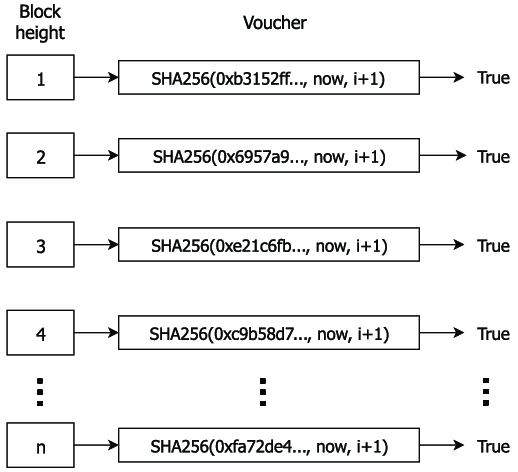 Block
height
Voucher
1
SHA256(0xb3152ff..., now, i+1)
True
2
SHA256(0x6957a9..., now, i+1)
True
3
SHA256(0xe21c6fb..., now, i+1)
True
4
SHA256(0xc9b58d7..., now, i+1)
True
n
SHA256(0xfa72de4..., now, i+1)
True